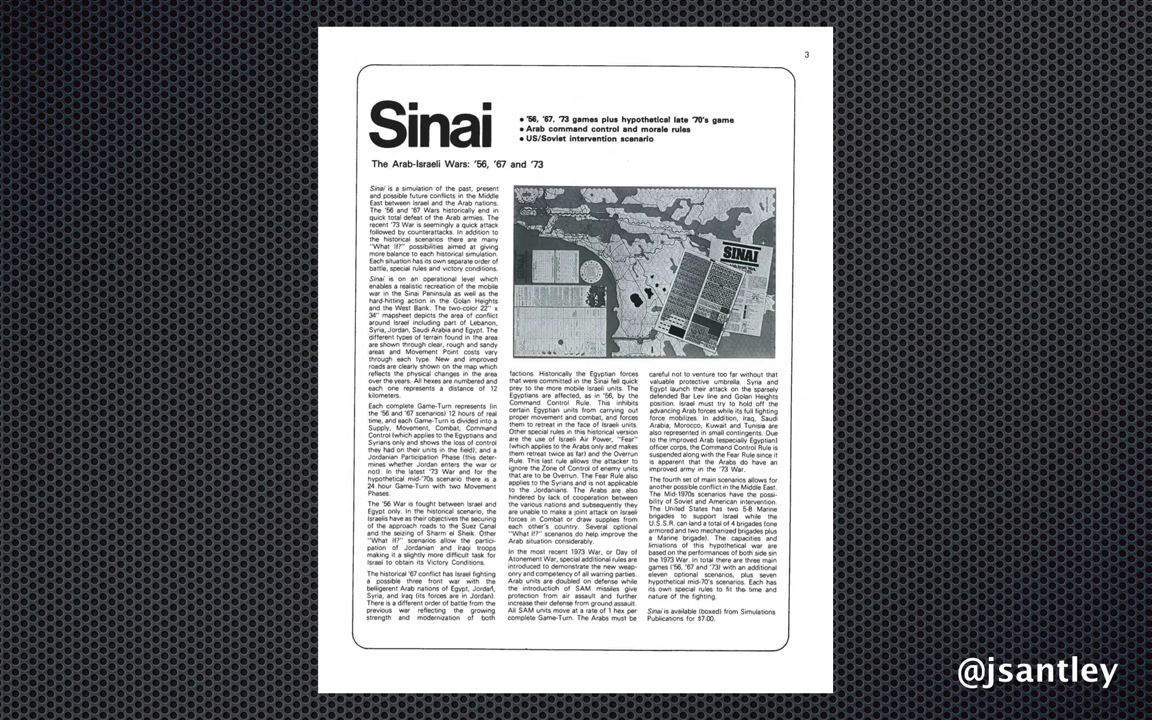 3
Sinai
• '56, '67, '73 games plus hypothetical late '70's game
• Arab command control and morale rules
• US/Soviet intervention scenario
The Arab-Israeli Wars: '56, '67 and '73
Sinai is a simulation of the past, present
and possible future conflicts in the Middle
East between Israel and the Arab nations.
The '56 and '67 Wars historically end in
quick total defeat of the Arab armies. The
recent '73 War is seemingly a quick attack
followed by counterattacks. In addition to
the historical scenarios there are many
"What If?" possibilities aimed at giving
more balance to each historical simulation.
Each situation has its own separate order of
battle, special rules and victory conditions.
Sinai is on an operational level which
enables a realistic recreation of the mobile
war in the Sinai Peninsula as well as the
hard-hitting action in the Golan Heights
and the West Bank. The two-color 22" x
34" mapsheet depicts the area of conflict
around Israel including part of Lebanon,
Syria, Jordan, Saudi Arabia and Egypt. The
different types of terrain found in the area
are shown through clear, rough and sandy
areas and Movement Point costs vary
through each type. New and improved
roads are clearly shown on the map which
reflects the physical changes in the area
over the years. All hexes are numbered and
each one represents a distance of 12
kilometers.
Each complete Game-Turn represents (in
the '56 and '67 scenarios) 12 hours of real
time, and each Game-Turn is divided into a
Supply, Movement, Combat, Command
Control (which applies to the Egyptians and
Syrians only and shows the loss of control
they had on their units in the field); and a
Jordanian Participation Phase (this deter-
mines whether Jordan enters the war or
not). In the latest '73 War and for the
hypothetical mid-'70s scenario there is a
24 hour Game-Turn with two Movement
Phases.
The '56 War is fought between Israel and
Egypt only. In the historical scenario, the
Israelis have as their objectives the securing
of the approach roads to the Suez Canal
and the seizing of Sharm el Sheik. Other
"What If?" scenarios allow the partici-
pation of Jordanian and Iraqi troops
making it a slightly more difficult task for
Israel to obtain its Victory Conditions.
The historical '67 conflict has Israel fighting
a possible three front war with the
belligerent Arab nations of Egypt, Jordan,
Syria, and Iraq (its forces are in Jordan).
There is a different order of battle from the
previous war reflecting the growing
strength and modernization of both
SINAI
factions. Historically the Egyptian forces
that were committed in the Sinai fell quick
prey to the more mobile Israeli units. The
Egyptians are affected, as in '56, by the
Command Control Rule. This inhibits
certain Egyptian units from carrying out
proper movement and combat, and forces
them to retreat in the face of Israeli units.
Other special rules in this historical version
are the use of Israeli Air Power, "Fear"
(which applies to the Arabs only and makes
them retreat twice as far) and the Overrun
Rule. This last rule allows the attacker to
ignore the Zone of Control of enemy units
that are to be Overrun. The Fear Rule also
applies to the Syrians and is not applicable
to the Jordanians. The Arabs are also
hindered by lack of cooperation between
the various nations and subsequently they
are unable to make a joint attack on Israeli
forces in Combat or draw supplies from
each other's country. Several optional
"What If?" scenarios do help improve the
Arab situation considerably.
In the most recent 1973 War, or Day of
Atonement War, special additional rules are
introduced to demonstrate the new weap-
onry and competency of all warring parties.
Arab units are doubled on defense while
the introduction of SAM missiles give
protection from air assault and further
increase their defense from ground assault.
All SAM units move at a rate of 1 hex per
complete Game-Turn. The Arabs must be
careful not to venture too far without that
valuable protective umbrella. Syria and
Egypt launch their attack on the sparsely
defended Bar Lev line and Golan Heights
position. Israel must try to hold off the
advancing Arab forces while its full fighting
force mobilizes. In addition, Iraq, Saudi
Arabia, Morocco, Kuwait and Tunisia are
also represented in small contingents. Due
to the improved Arab (especially Egyptian)
officer corps, the Command Control Rule is
suspended along with the Fear Rule since it
is apparent that the Arabs do have an
improved army in the '73 War.
The fourth set of main scenarios allows for
another possible conflict in the Middle East.
The Mid-1970s scenarios have the possi-
bility of Soviet and American intervention.
The United States has two 5-8 Marine
brigades to support Israel while the
U.S.S.R. can land a total of 4 brigades (one
armored and two mechanized brigades plus
a Marine brigade). The capacities and
limiations of this hypothetical war are
based on the performances of both side sin
the 1973 War. In total there are three main
games ('56, '67 and '73) with an additional
eleven optional scenarios, plus seven
hypothetical mid-70's scenarios. Each has
its own special rules to fit the time and
nature of the fighting.
Sinai is available (boxed) from Simulations
Publications for $7.00.
@jsantley